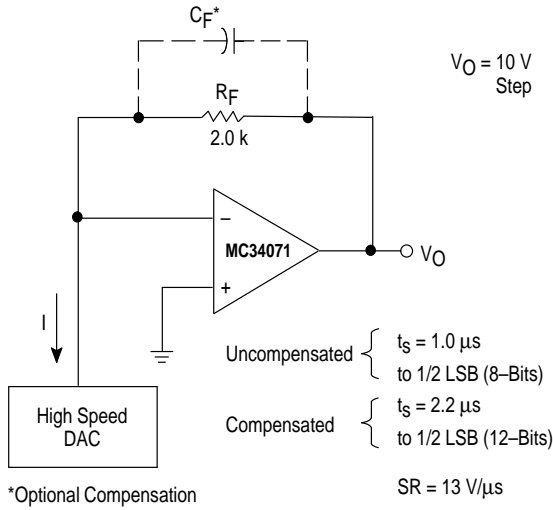 CF*
VO = 10 V
Step
RF
2.0 k
–
MC34071
+
VO
I
Uncompensated
ts = 1.0 µs
to 1/2 LSB (8–Bits)
High Speed
DAC
Compensated
ts = 2.2 µs
to 1/2 LSB (12–Bits)
*Optional Compensation
SR = 13 V/µs